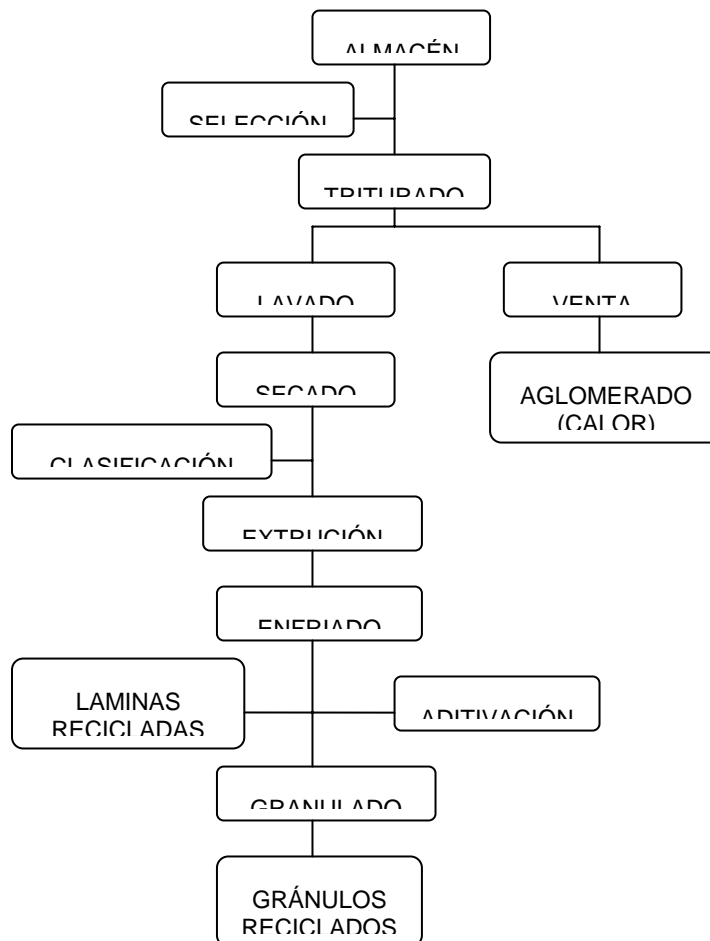 ALMACÉN
SELECCIÓN
TRITURADO
LAVADO
VENTA
SECADO
AGLOMERADO
(CALOR)
CLASIFICACIÓN
EXTRUCIÓN
ENFRIADO
LAMINAS
RECICLADAS
ADITIVACIÓN
GRANULADO
GRÁNULOS
RECICLADOS